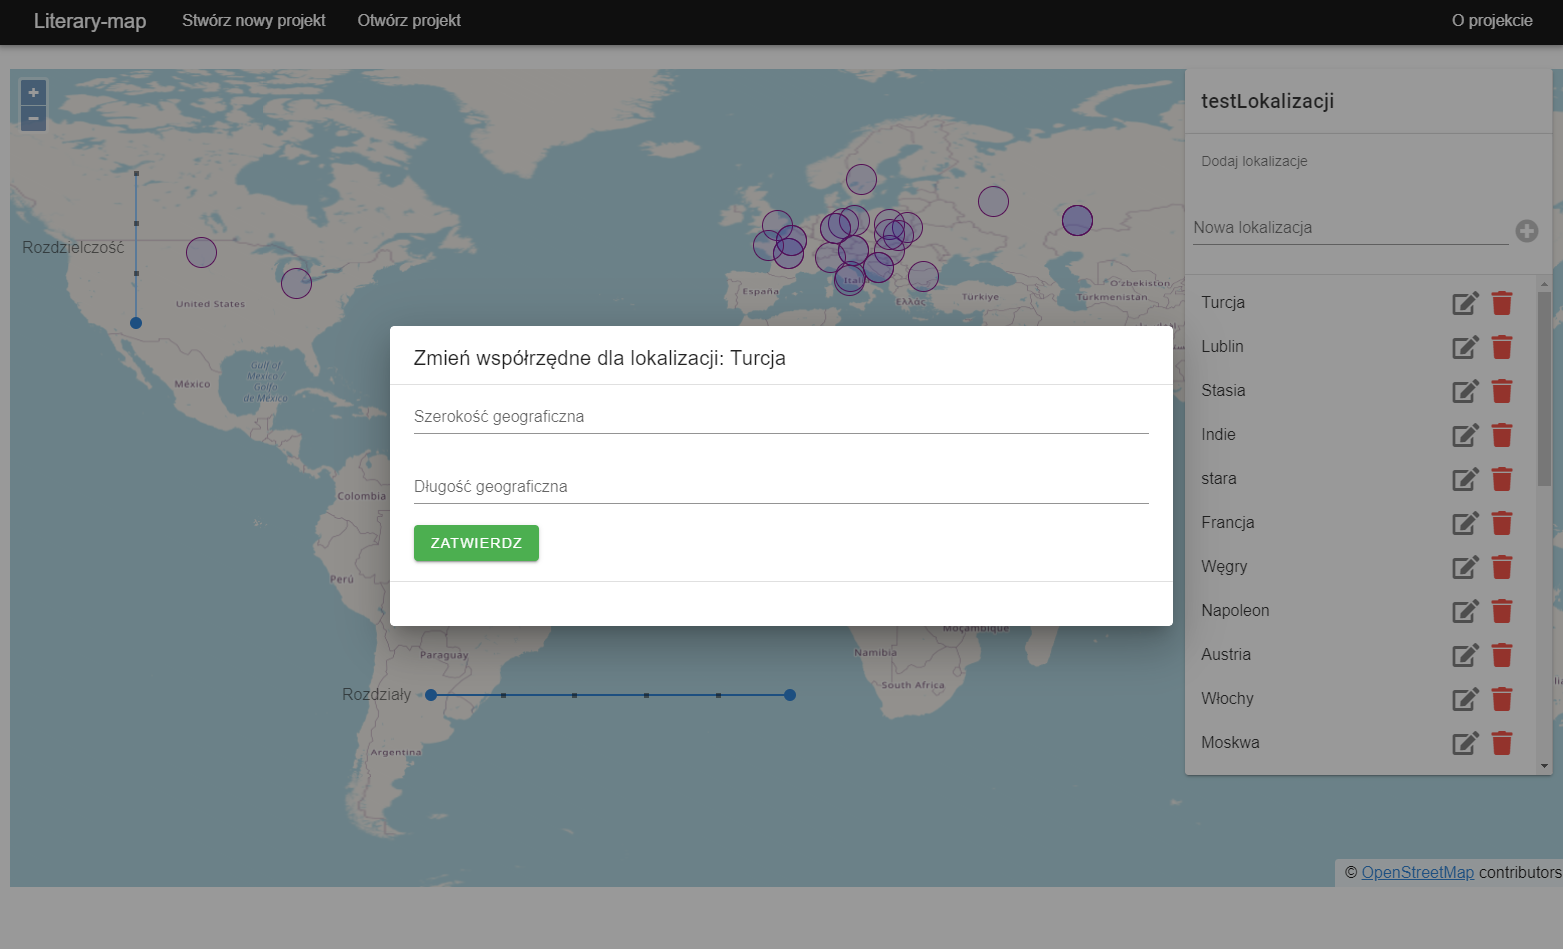 Literary-map
Stwórz nowy projekt
Otwórz projekt
O projekcie
+
−
Rozdzielczość
United States
México
Gulf of
Mexico /
Golfo
de México
España
Italia
Ελλάς
Türkiye
O'zbekiston
Türkmenistan
Colombia
Perú
Paraguay
Argentina
Namibia
South Africa
Moçambique
Rozdziały
testLokalizacji
Dodaj lokalizacje
Nowa lokalizacja
Turcja
Lublin
Stasia
Indie
stara
Francja
Węgry
Napoleon
Austria
Włochy
Moskwa
Zmień współrzędne dla lokalizacji: Turcja
Szerokość geograficzna
Długość geograficzna
ZATWIERDZ
© OpenStreetMap contributors